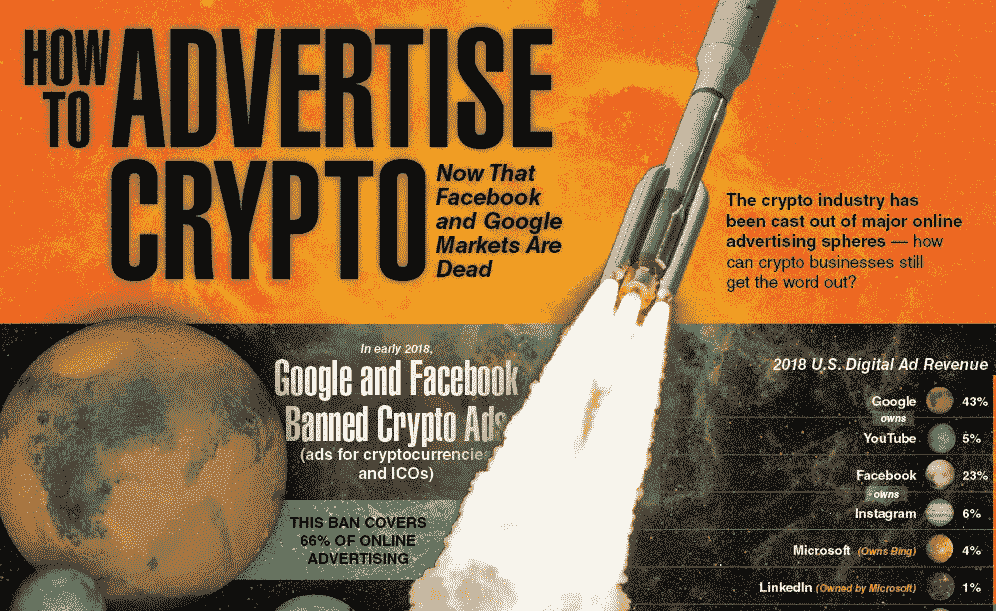 HOW
TO
ADVERTISE
CRYPTO
Now That
Facebook
and Google
Markets Are
Dead
The crypto industry has
been cast out of major online
advertising spheres — how
can crypto businesses still
get the word out?
In early 2018,
Google and Facebook
Banned Crypto Ads
(ads for cryptocurrencies
and ICOs)
THIS BAN COVERS
66% OF ONLINE
ADVERTISING
2018 U.S. Digital Ad Revenue
Google 43%
owns
YouTube 5%
Facebook 23%
owns
Instagram 6%
Microsoft (Owns Bing) 4%
LinkedIn (Owned by Microsoft) 1%